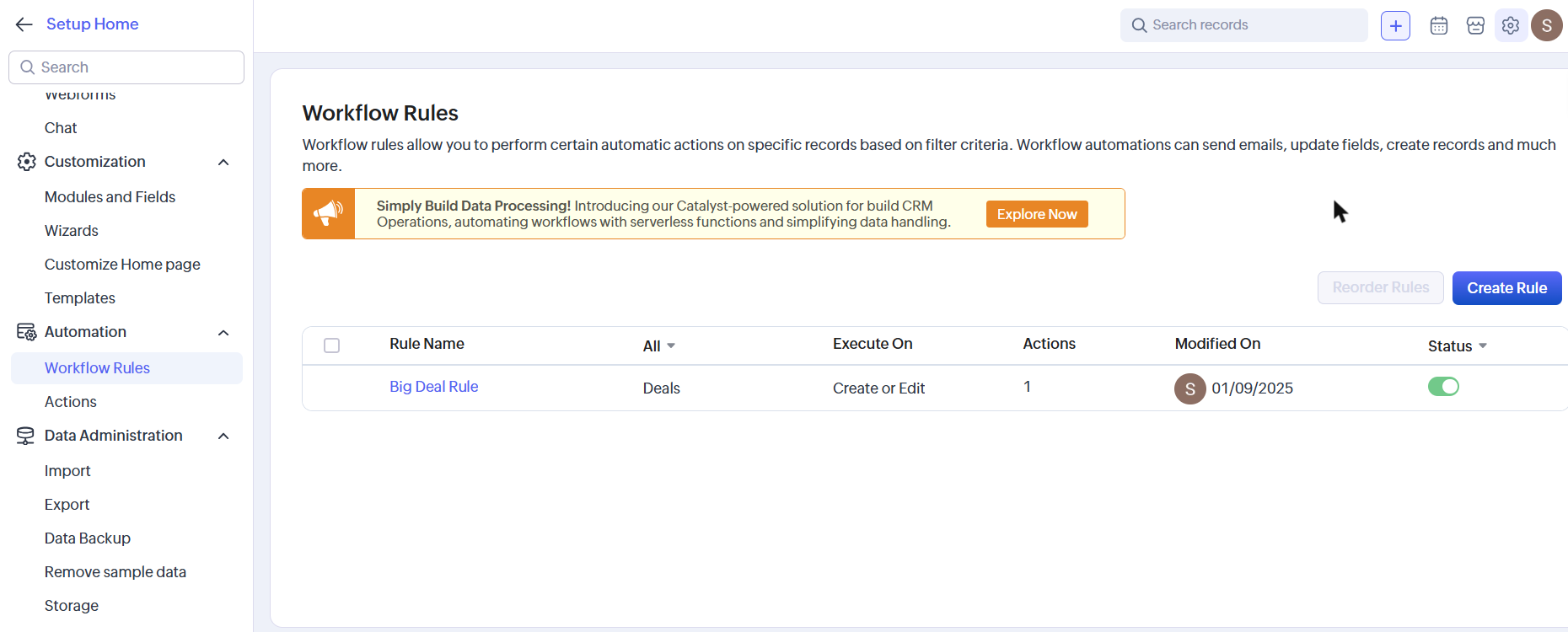 Setup Home
Search records
S
Search
Webforms
Chat
Customization
Modules and Fields
Wizards
Customize Home page
Templates
Automation
Workflow Rules
Actions
Data Administration
Import
Export
Data Backup
Remove sample data
Storage
Workflow Rules
Workflow rules allow you to perform certain automatic actions on specific records based on filter criteria. Workflow automations can send emails, update fields, create records and much
more.
Simply Build Data Processing! Introducing our Catalyst-powered solution for build CRM
Operations, automating workflows with serverless functions and simplifying data handling.
Explore Now
Reorder Rules
Create Rule
Rule Name All Execute On Actions Modified On Status
Big Deal Rule Deals Create or Edit 1 S 01/09/2025